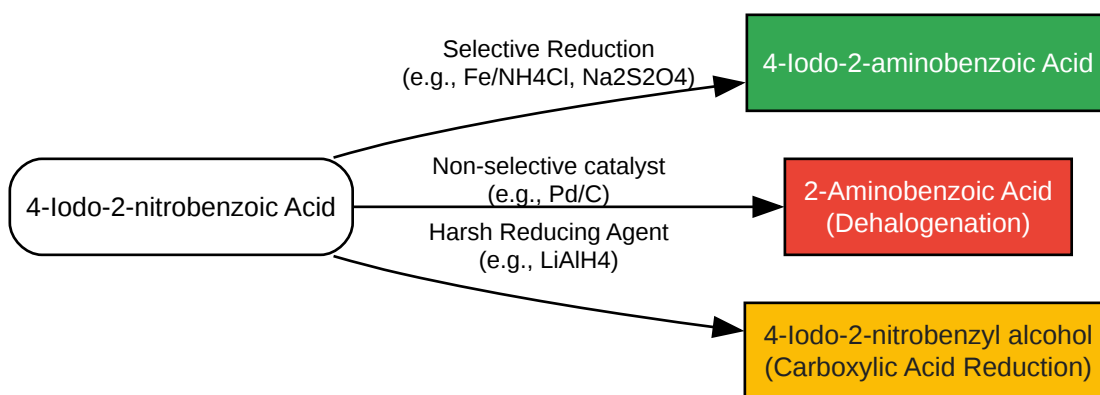 4-Iodo-2-nitrobenzoic Acid
Selective Reduction
(e.g., Fe/NH4Cl, Na2S2O4)
4-Iodo-2-aminobenzoic Acid
Non-selective catalyst
(e.g., Pd/C)
2-Aminobenzoic Acid
(Dehalogenation)
Harsh Reducing Agent
(e.g., LiAlH4)
4-Iodo-2-nitrobenzyl alcohol
(Carboxylic Acid Reduction)